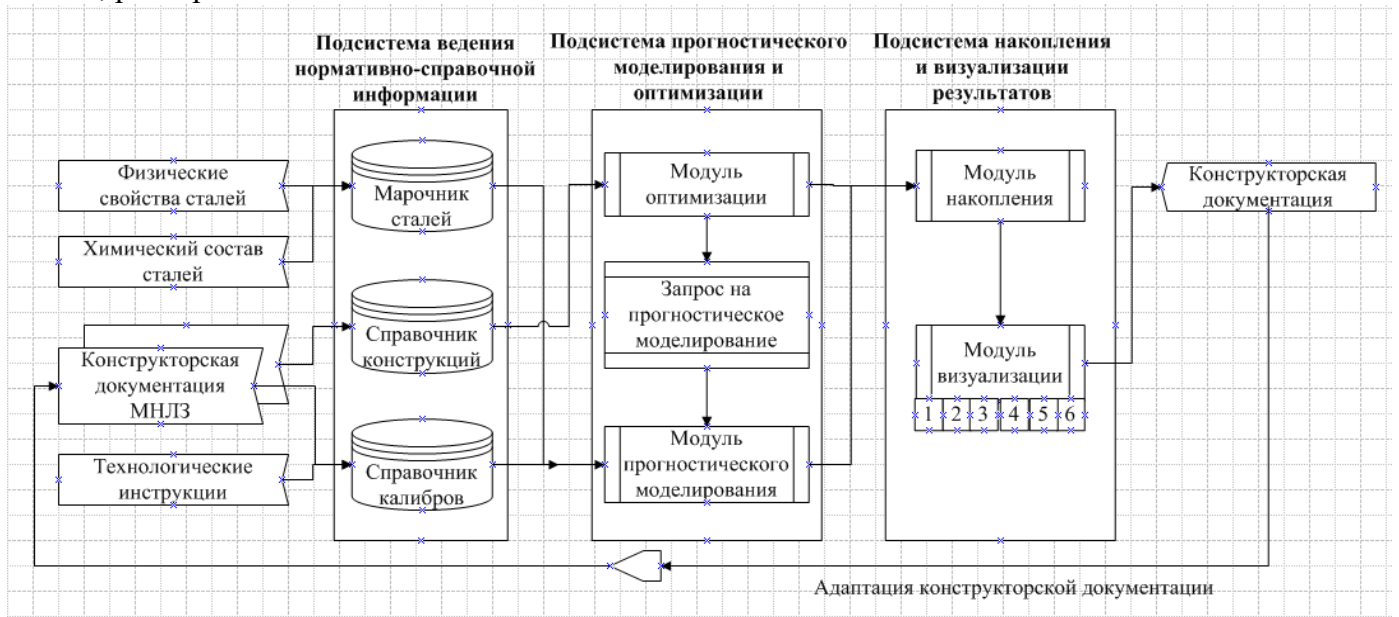 Подсистема ведения
нормативно-справочной
информации
Подсистема прогностического
моделирования и
оптимизации
Подсистема накопления
и визуализации
результатов
Физические
свойства сталей
Химический состав
сталей
Конструкторская
документация
МНЛЗ
Технологические
инструкции
Марочник
сталей
Справочник
конструкций
Справочник
калибров
Модуль
оптимизации
Запрос на
прогностическое
моделирование
Модуль
прогностического
моделирования
Модуль
накопления
Модуль
визуализации
1 2 3 4 5 6
Конструкторская
документация
Адаптация конструкторской документации